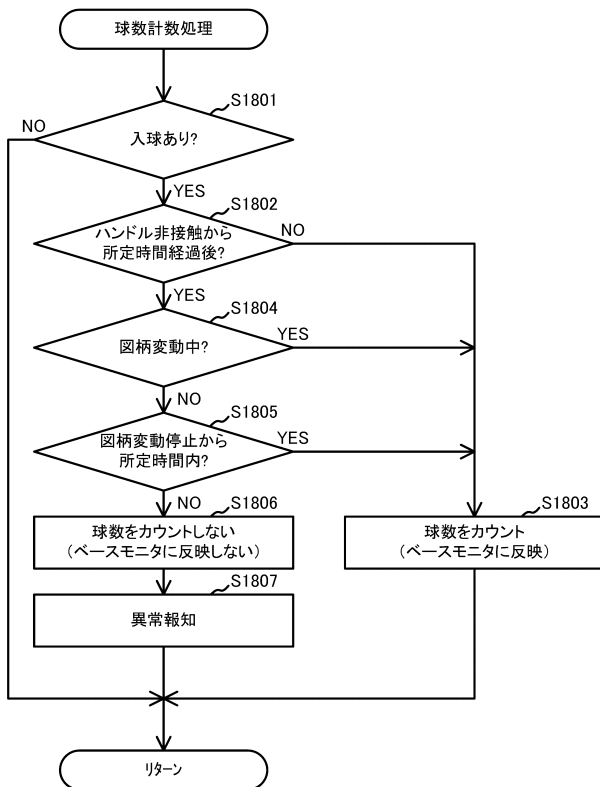 球数計数処理
S1801
NO
入球あり?
YES
S1802
ハンドル非接触から
所定時間経過後?
NO
YES
S1804
図柄変動中?
YES
NO
S1805
図柄変動停止から
所定時間内?
YES
NO
S1806
球数をカウントしない
(ベースモニタに反映しない)
S1803
球数をカウント
(ベースモニタに反映)
S1807
異常報知
リターン